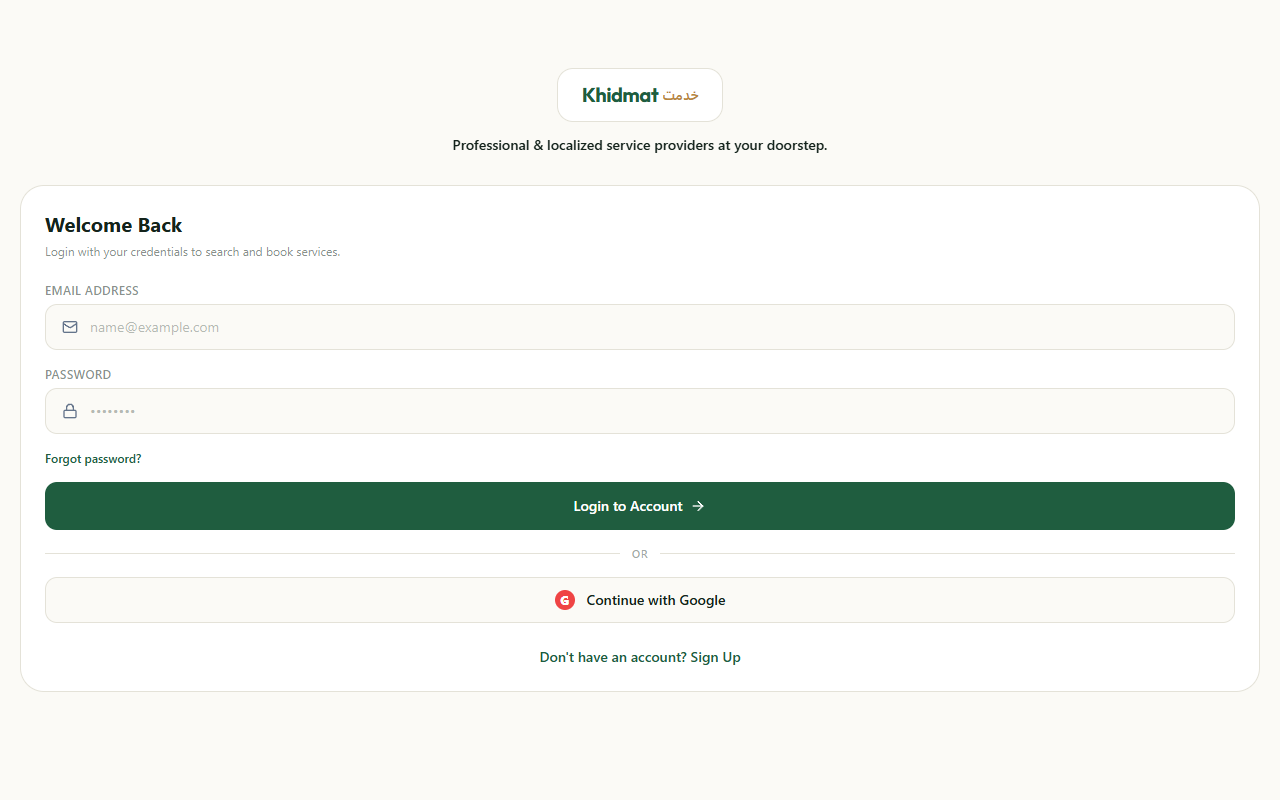 Khidmat خدمت
Professional & localized service providers at your doorstep.
Welcome Back
Login with your credentials to search and book services.
EMAIL ADDRESS
name@example.com
PASSWORD
••••••••
Forgot password?
Login to Account →
OR
G Continue with Google
Don't have an account? Sign Up